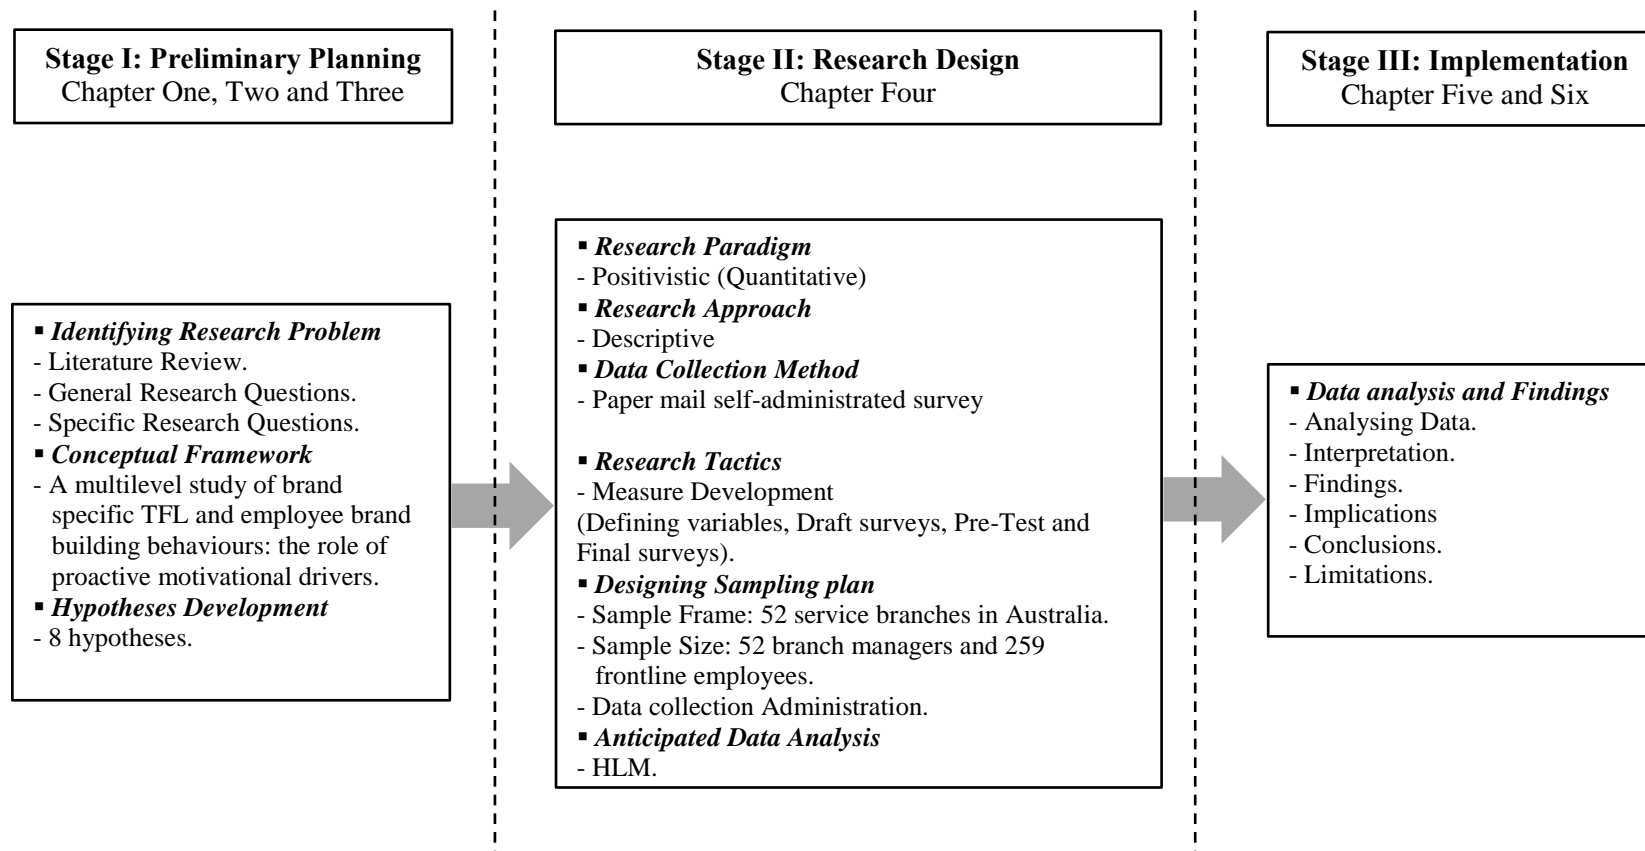 Stage I: Preliminary Planning
Chapter One, Two and Three
▪ Identifying Research Problem
- Literature Review.
- General Research Questions.
- Specific Research Questions.
▪ Conceptual Framework
- A multilevel study of brand
specific TFL and employee brand
building behaviours: the role of
proactive motivational drivers.
▪ Hypotheses Development
- 8 hypotheses.
Stage II: Research Design
Chapter Four
▪ Research Paradigm
- Positivistic (Quantitative)
▪ Research Approach
- Descriptive
▪ Data Collection Method
- Paper mail self-administrated survey
▪ Research Tactics
- Measure Development
(Defining variables, Draft surveys, Pre-Test and
Final surveys).
▪ Designing Sampling plan
- Sample Frame: 52 service branches in Australia.
- Sample Size: 52 branch managers and 259
frontline employees.
- Data collection Administration.
▪ Anticipated Data Analysis
- HLM.
Stage III: Implementation
Chapter Five and Six
▪ Data analysis and Findings
- Analysing Data.
- Interpretation.
- Findings.
- Implications
- Conclusions.
- Limitations.